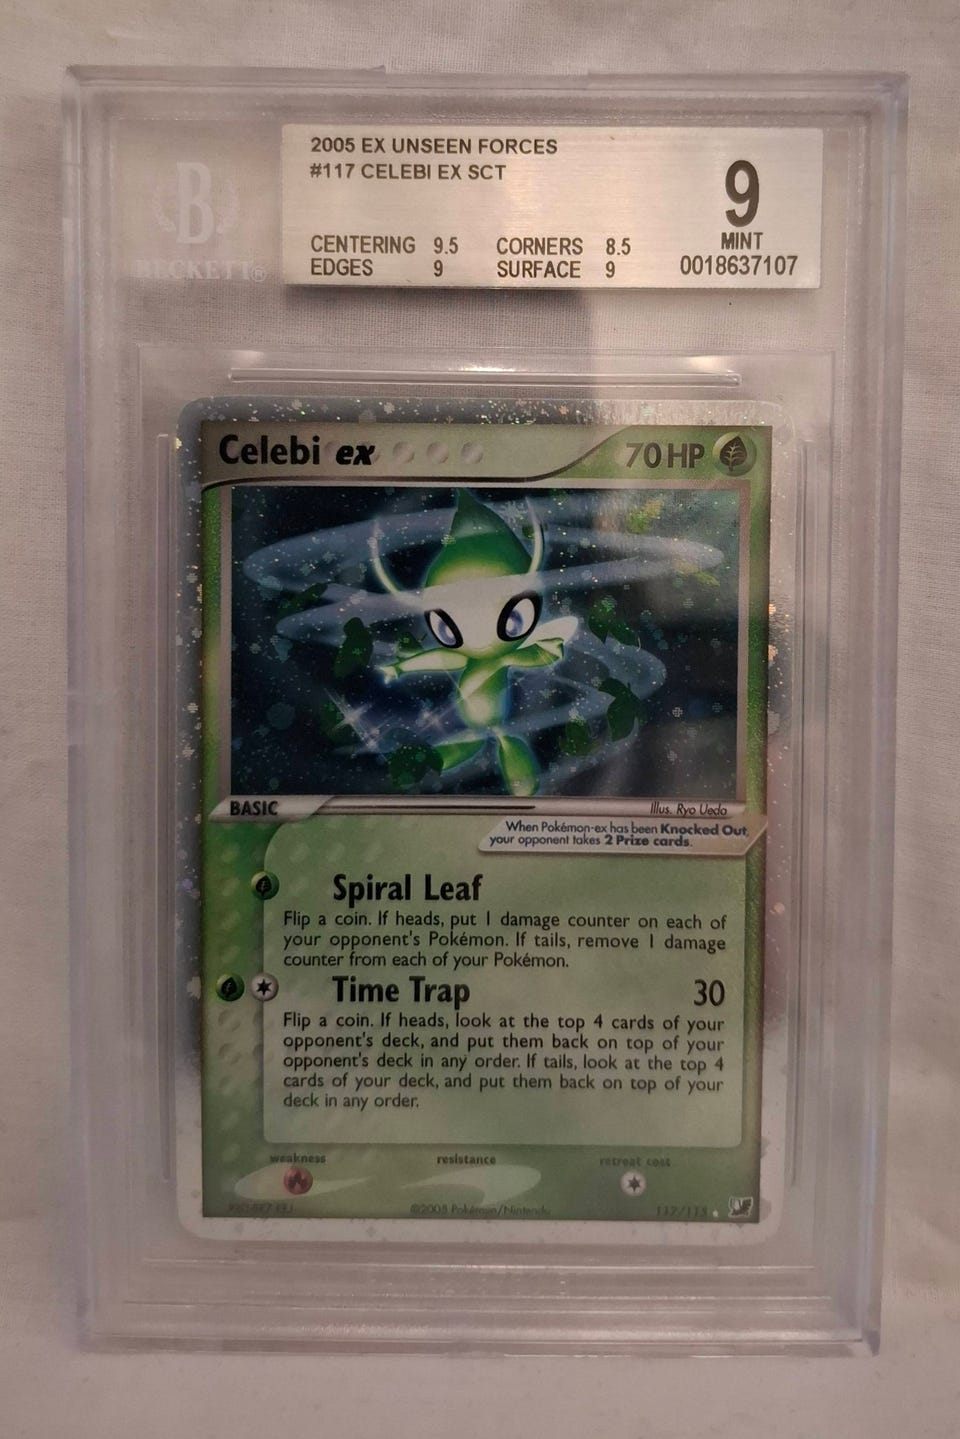 2005 EX UNSEEN FORCES
#117 CELEBI EX SCT
9
MINT
CENTERING 9.5 CORNERS 8.5
EDGES 9 SURFACE 9
0018637107
B
BECKETT®
Celebi ex 70 HP
BASIC
Illus. Ryo Ueda
When Pokémon-ex has been Knocked Out,
your opponent takes 2 Prize cards.
Spiral Leaf
Flip a coin. If heads, put 1 damage counter on each of
your opponent's Pokémon. If tails, remove 1 damage
counter from each of your Pokémon.
Time Trap 30
Flip a coin. If heads, look at the top 4 cards of your
opponent's deck, and put them back on top of your
opponent's deck in any order. If tails, look at the top 4
cards of your deck, and put them back on top of your
deck in any order.
weakness resistance retreat cost
©2005 Pokémon/Nintendo
117/115